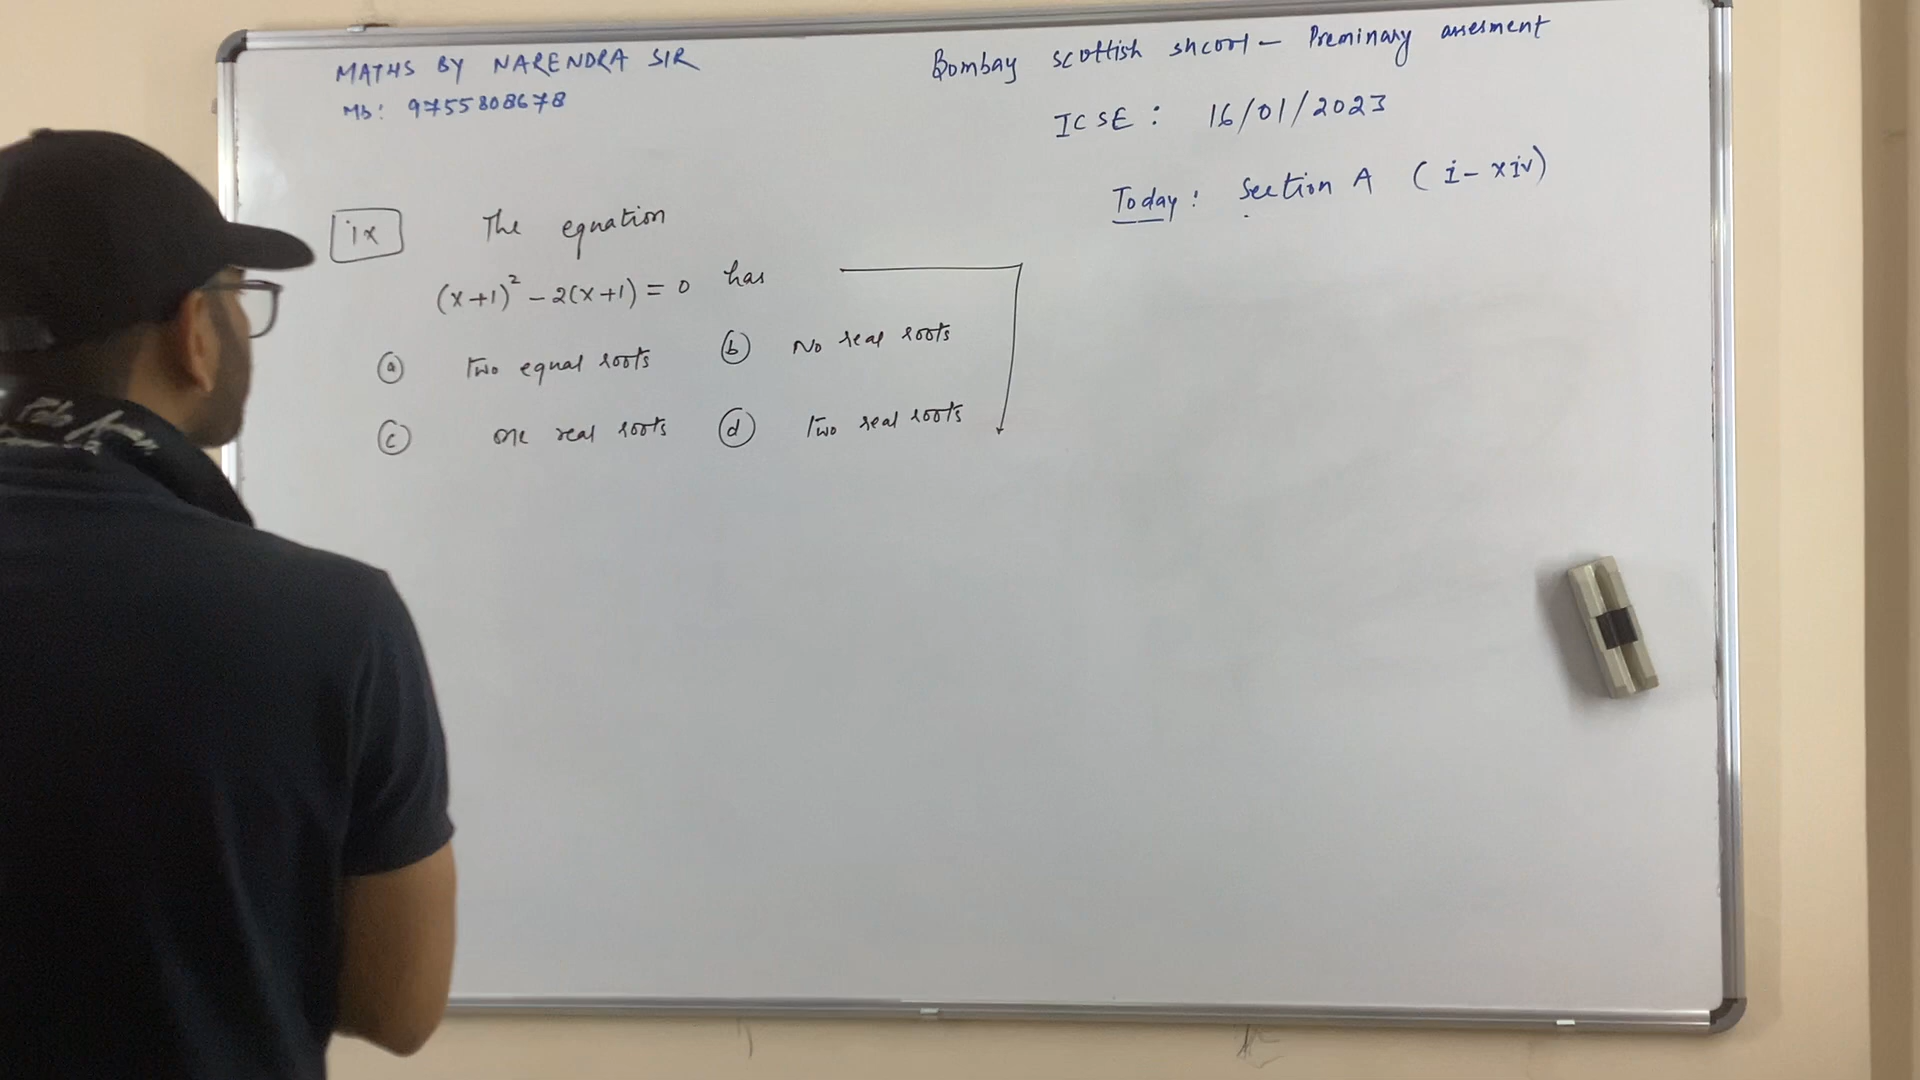 MATHS BY NARENDRA SIR
Mb: 9755808678
Bombay scottish shcool - Preminary assesment
ICSE: 16/01/2023
Today: Section A (i - xiv)
ix The equation
(x+1)² - 2(x+1) = 0 has
a Two equal roots b No real roots
c one real roots d Two real roots